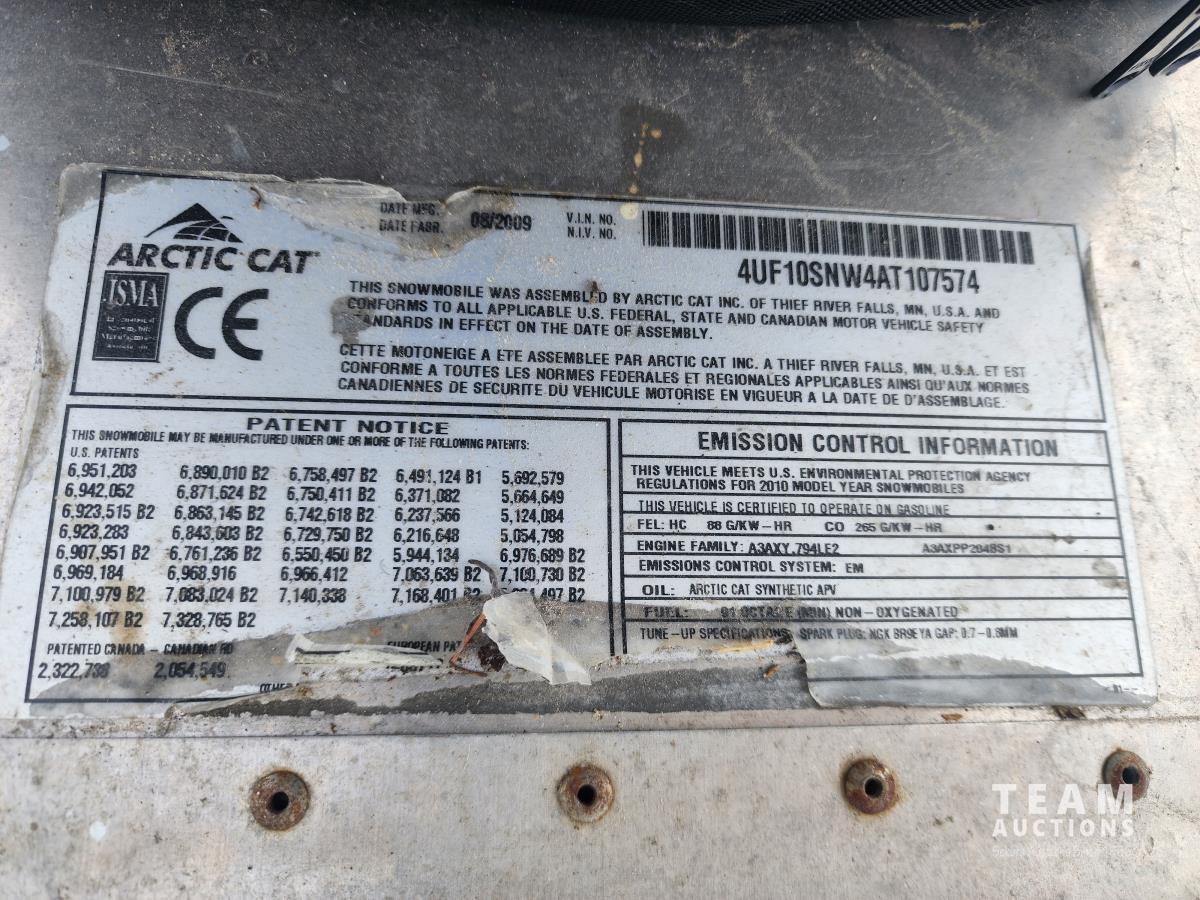 ARCTIC CAT
ISMA
CE
DATE MFG.
DATE FABR.
08/2009
V.I.N. NO.
N.I.V. NO.
4UF10SNW4AT107574
THIS SNOWMOBILE WAS ASSEMBLED BY ARCTIC CAT INC. OF THIEF RIVER FALLS, MN, U.S.A. AND
CONFORMS TO ALL APPLICABLE U.S. FEDERAL, STATE AND CANADIAN MOTOR VEHICLE SAFETY
STANDARDS IN EFFECT ON THE DATE OF ASSEMBLY.
CETTE MOTONEIGE A ETE ASSEMBLEE PAR ARCTIC CAT INC. A THIEF RIVER FALLS, MN, U.S.A. ET EST
CONFORME A TOUTES LES NORMES FEDERALES ET REGIONALES APPLICABLES AINSI QU'AUX NORMES
CANADIENNES DE SECURITE DU VEHICULE MOTORISE EN VIGUEUR A LA DATE DE D'ASSEMBLAGE.
PATENT NOTICE
THIS SNOWMOBILE MAY BE MANUFACTURED UNDER ONE OR MORE OF THE FOLLOWING PATENTS:
U.S. PATENTS
6,951,203 6,890,010 B2 6,758,497 B2 6,491,124 B1 5,692,579
6,942,052 6,871,624 B2 6,750,411 B2 6,371,082 5,664,649
6,923,515 B2 6,863,145 B2 6,742,618 B2 6,237,566 5,124,084
6,923,283 6,843,603 B2 6,729,750 B2 6,216,648 5,054,798
6,907,951 B2 6,761,236 B2 6,550,450 B2 5,944,134 6,976,689 B2
6,969,184 6,968,916 6,966,412 7,063,639 B2 7,100,730 B2
7,100,979 B2 7,083,024 B2 7,140,338 7,168,401 B2
7,258,107 B2 7,328,765 B2
PATENTED CANADA - CANADIAN RD EUROPEAN
2,322,738 2,054,549
EMISSION CONTROL INFORMATION
THIS VEHICLE MEETS U.S. ENVIRONMENTAL PROTECTION AGENCY
REGULATIONS FOR 2010 MODEL YEAR SNOWMOBILES
THIS VEHICLE IS CERTIFIED TO OPERATE ON GASOLINE
FEL: HC 88 G/KW-HR CO 265 G/KW-HR
ENGINE FAMILY: A3AXY.794LE2 A3AXPP2048S1
EMISSIONS CONTROL SYSTEM: EM
OIL: ARCTIC CAT SYNTHETIC APV
FUEL: 91 OCTANE (MIN) NON-OXYGENATED
TUNE-UP SPECIFICATIONS: SPARK PLUG: NGK BR9EYA GAP: 0.7-0.8MM
TEAM
AUCTIONS